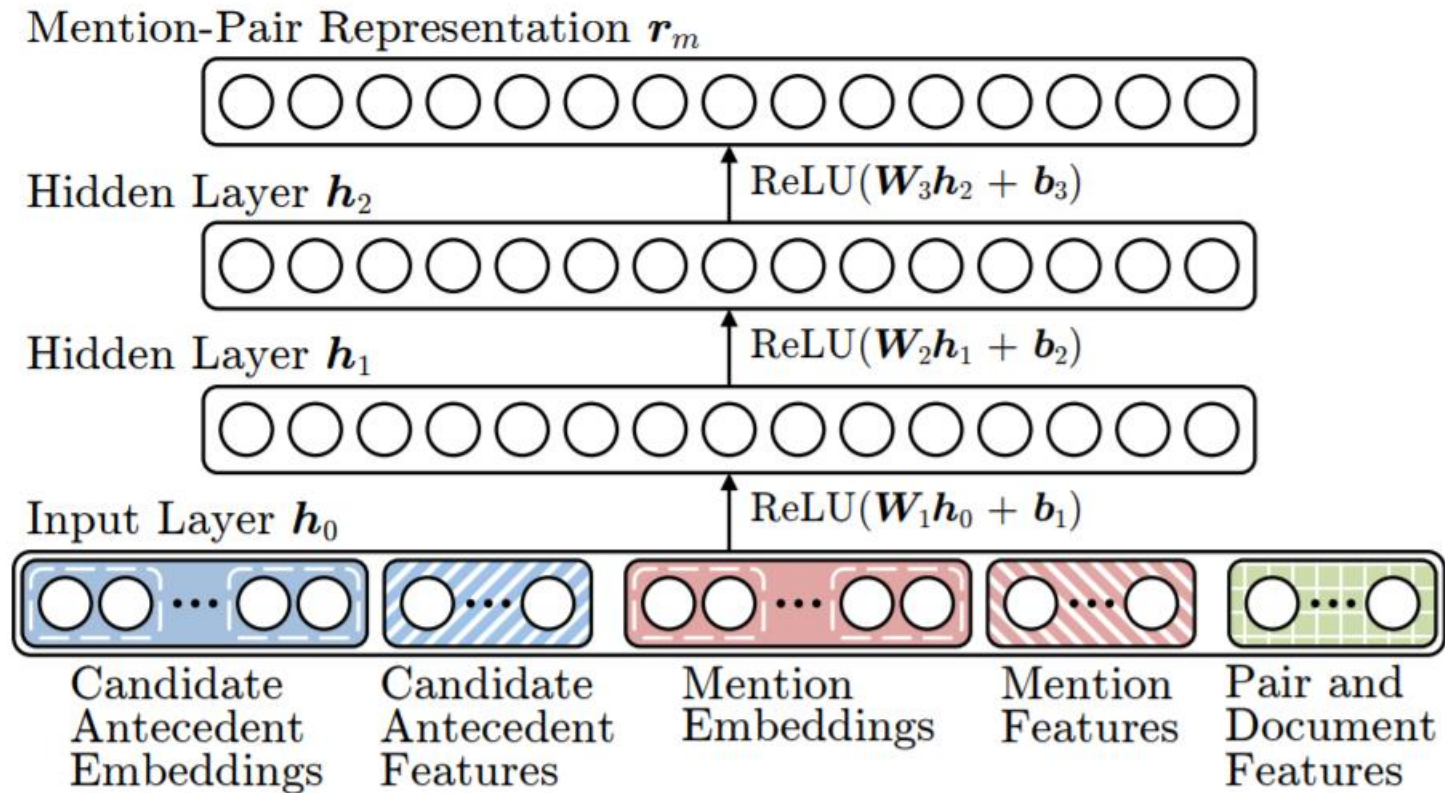 Mention-Pair Representation r_m
ReLU(W_3h_2 + b_3)
Hidden Layer h_2
ReLU(W_2h_1 + b_2)
Hidden Layer h_1
ReLU(W_1h_0 + b_1)
Input Layer h_0
Candidate
Antecedent
Embeddings
Candidate
Antecedent
Features
Mention
Embeddings
Mention
Features
Pair and
Document
Features